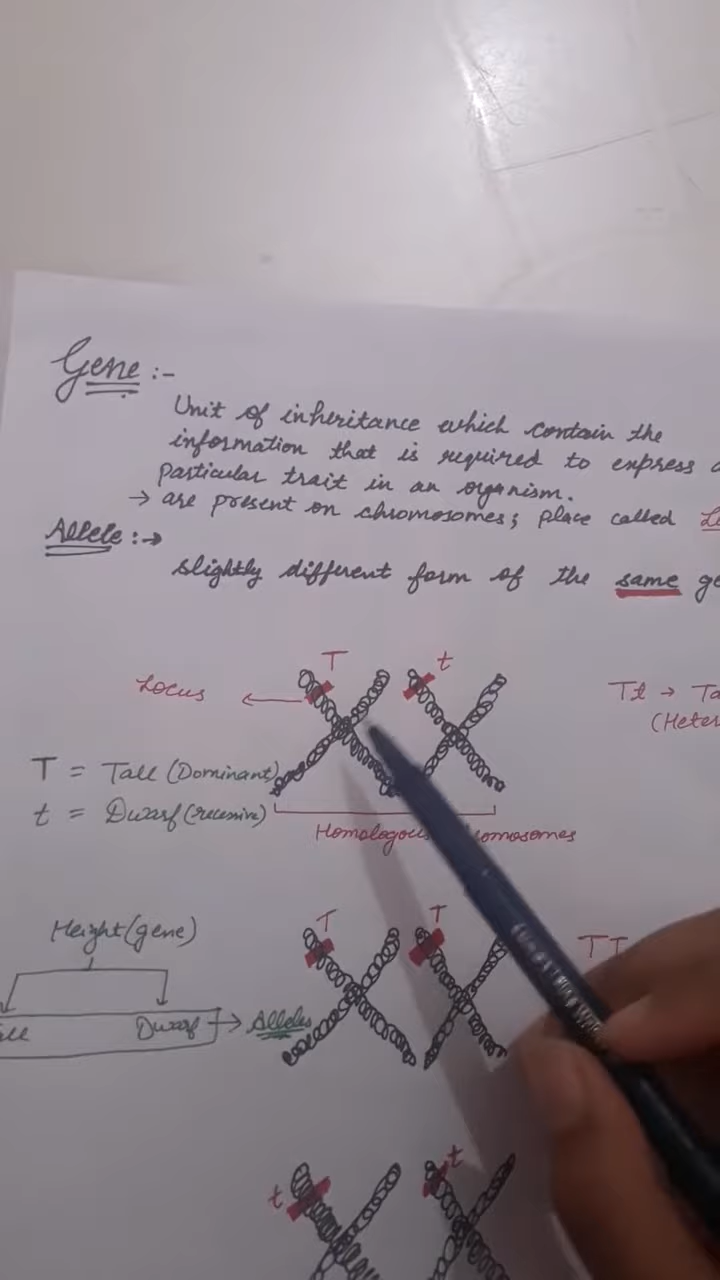 Gene :-
Unit of inheritance which contain the
information that is required to express
particular trait in an organism.
→ are present on chromosomes; place called
Allele :→
slightly different form of the same
T t
Locus ←
Tt →
T = Tall (Dominant)
t = Dwarf (recessive)
Homologous
Height (gene)
T T
TT
Dwarf → Alleles
t t